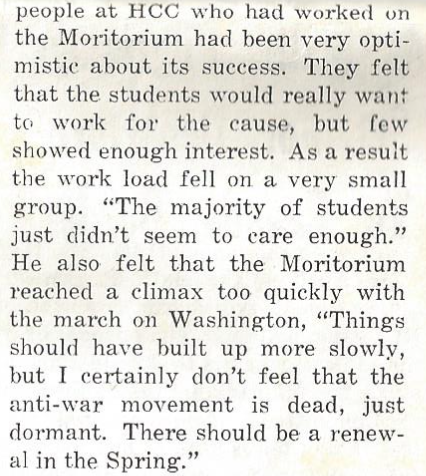 people at HCC who had worked on
the Moritorium had been very opti-
mistic about its success. They felt
that the students would really want
to work for the cause, but few
showed enough interest. As a result
the work load fell on a very small
group. “The majority of students
just didn’t seem to care enough.”
He also felt that the Moritorium
reached a climax too quickly with
the march on Washington, “Things
should have built up more slowly,
but I certainly don’t feel that the
anti-war movement is dead, just
dormant. There should be a renew-
al in the Spring.”